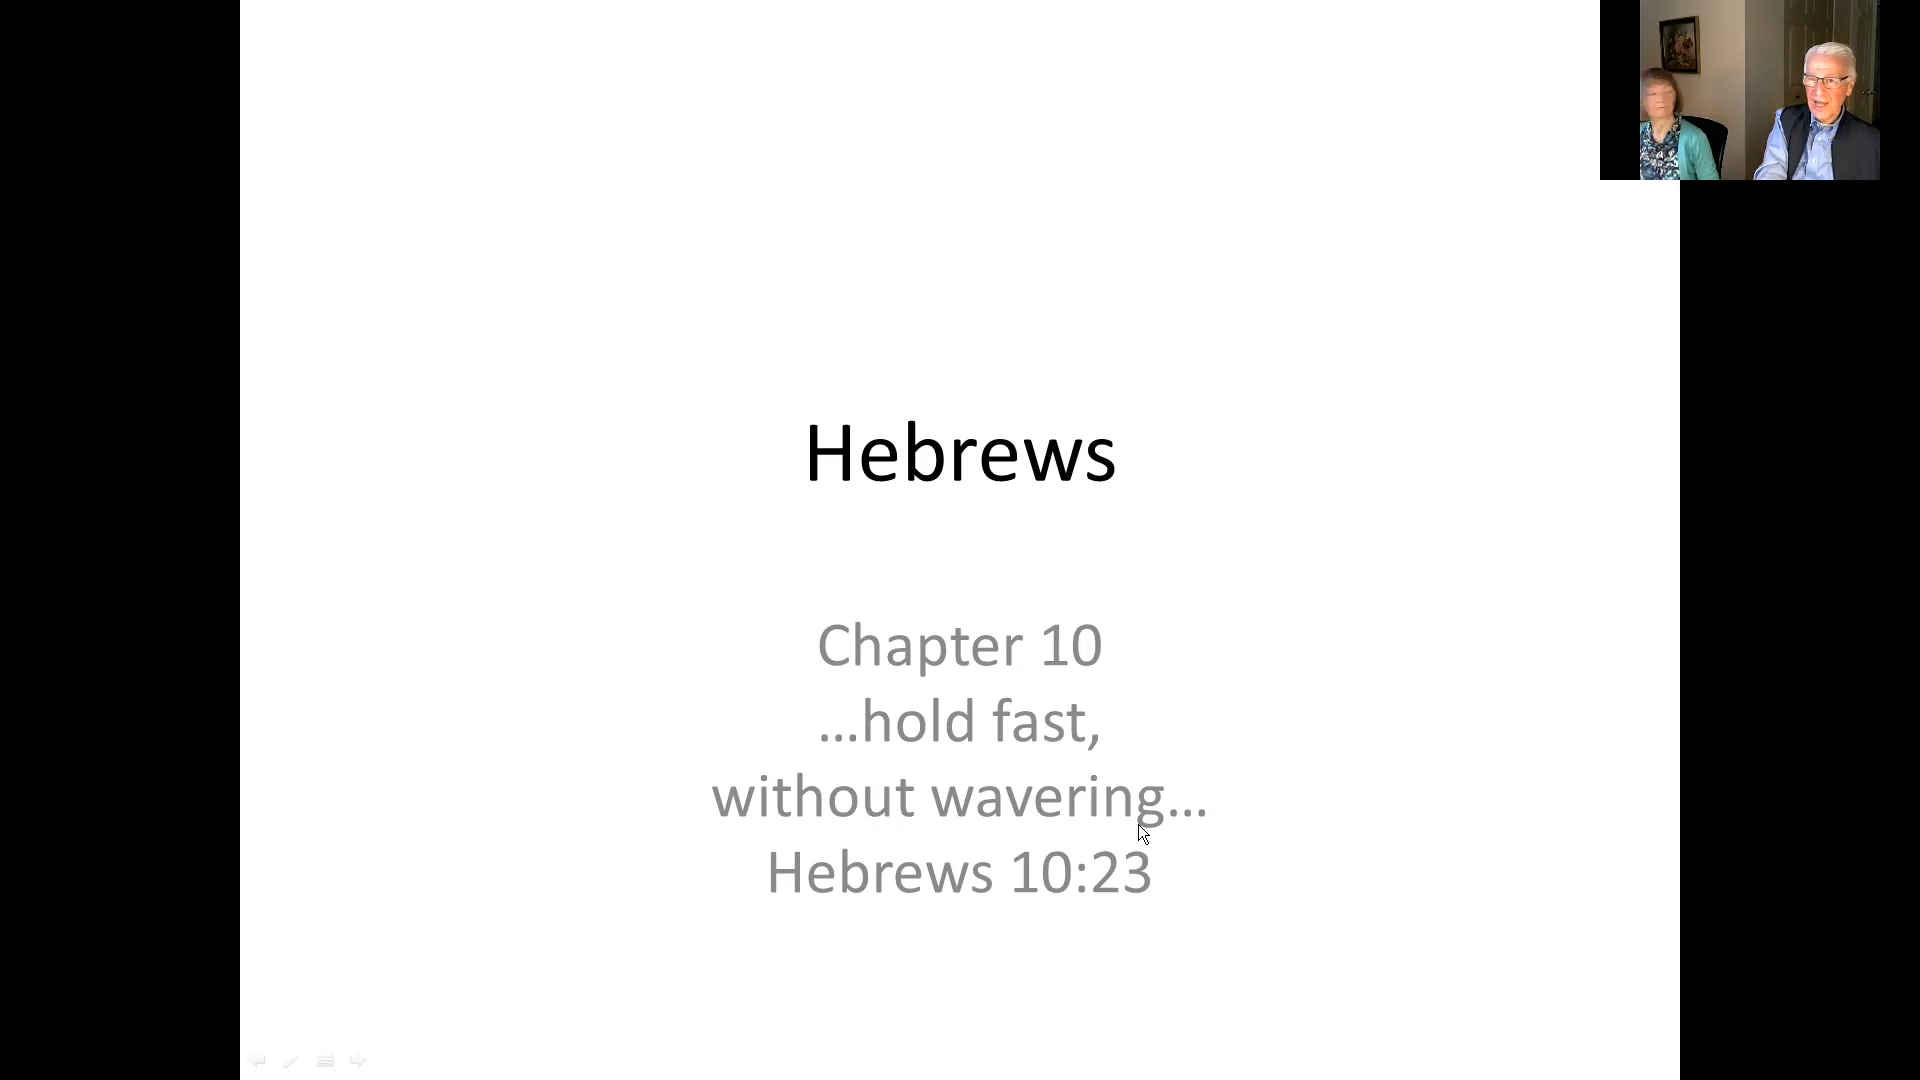 Hebrews
Chapter 10
...hold fast,
without wavering...
Hebrews 10:23